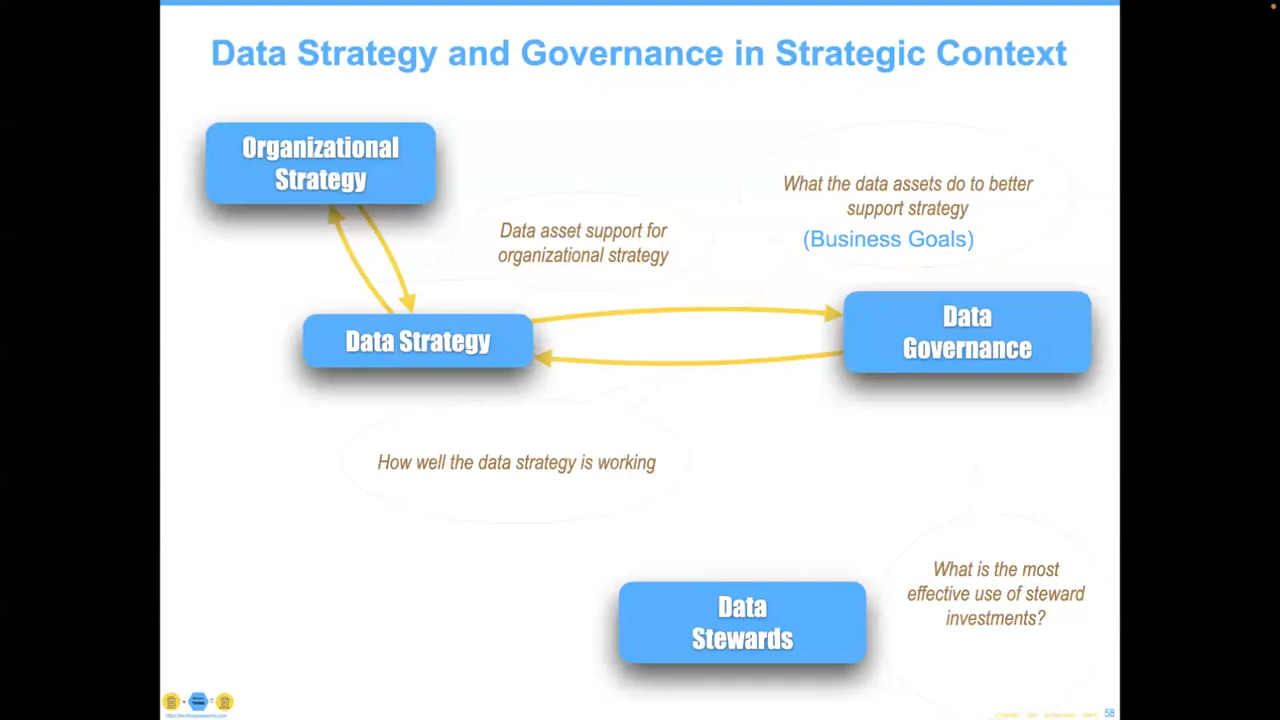 Data Strategy and Governance in Strategic Context
Organizational
Strategy
What the data assets do to better
support strategy
(Business Goals)
Data asset support for
organizational strategy
Data Strategy
Data
Governance
How well the data strategy is working
What is the most
effective use of steward
investments?
Data
Stewards
58